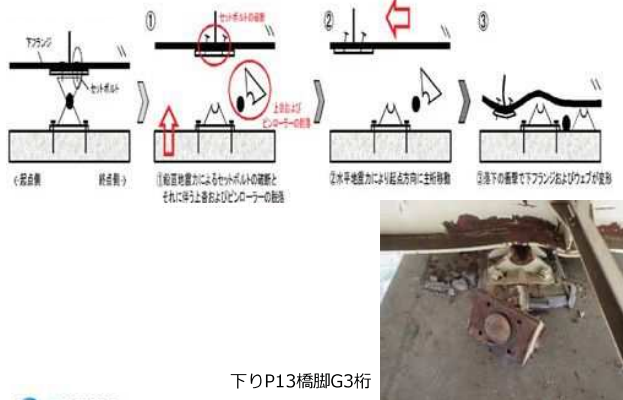 ①
②
③
セットボルトの破断
下フランジ
セットボルト
上沓および
ピンローラーの脱落
<-起点側
終点側->
①鉛直地震力によるセットボルトの破断と
それに伴う上沓およびピンローラーの脱落
②水平地震力により起点方向に主桁移動
③落下の衝撃で下フランジおよびウェブが変形
下りP13橋脚G3桁